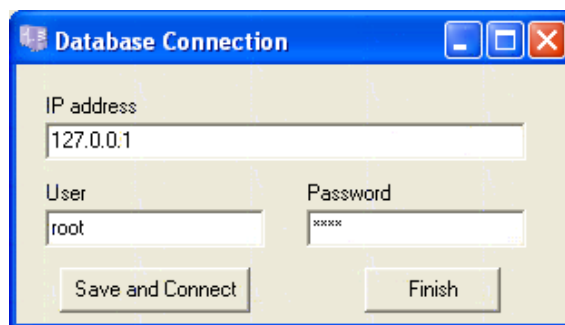 Database Connection
IP address
127.0.0.1
User Password
root ****
Save and Connect Finish